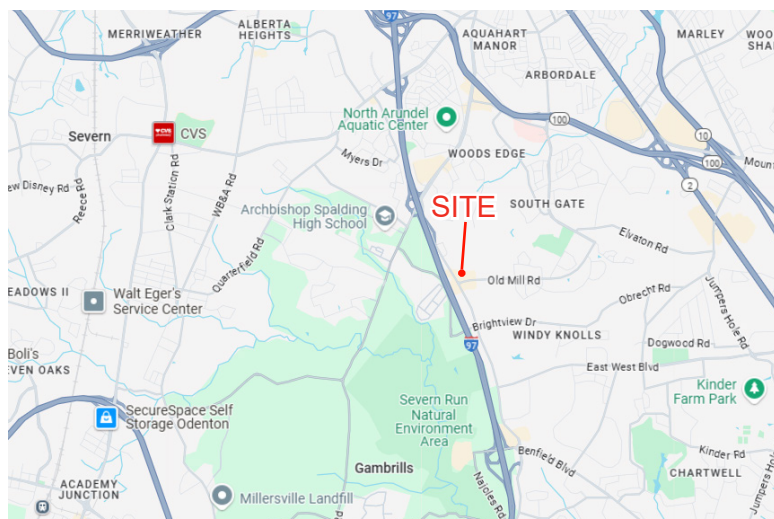 MERRIWEATHER
ALBERTA
HEIGHTS
97
AQUAHART
MANOR
MARLEY
ARBORDALE
100
North Arundel
Aquatic Center
CVS
Severn
10
100
Myers Dr
WOODS EDGE
2
Reece Rd
Clark Station Rd
WB&A Rd
Archbishop Spalding
High School
SITE
SOUTH GATE
Elvaton Rd
Quarterfield Rd
Walt Eger's
Service Center
Old Mill Rd
Obrecht Rd
Jumpers Hole Rd
Brightview Dr
WINDY KNOLLS
97
Dogwood Rd
Boli's
East West Blvd
Kinder
Farm Park
SecureSpace Self
Storage Odenton
Severn Run
Natural
Environment
Area
Benfield Blvd
Kinder Rd
Gambrills
CHARTWELL
Najoles Rd
ACADEMY
JUNCTION
Millersville Landfill